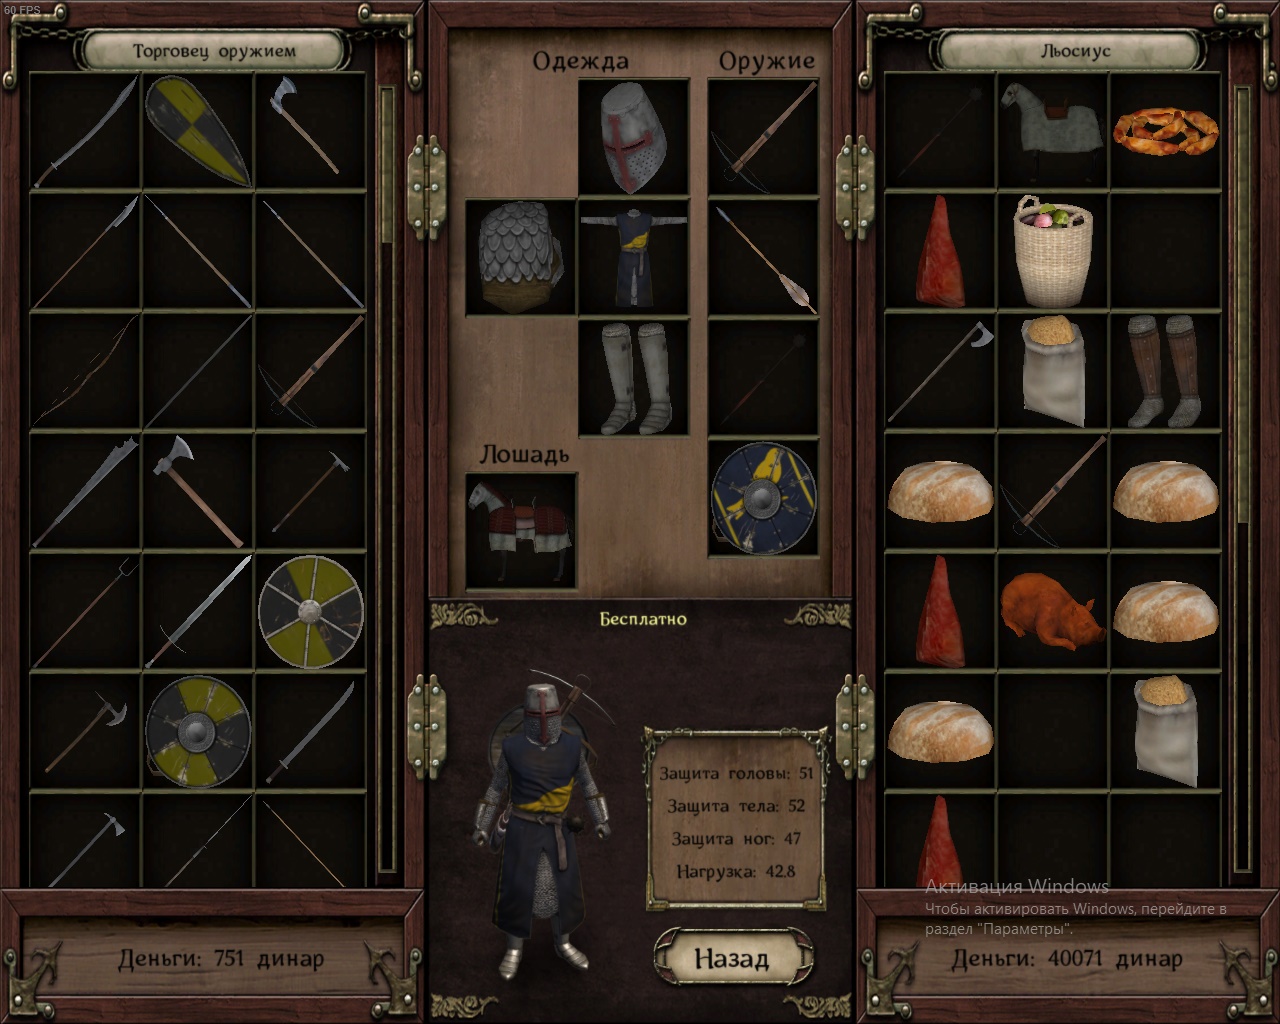 60 FPS
Торговец оружием
Одежда
Оружие
Льосиус
Лошадь
Бесплатно
Защита головы: 51
Защита тела: 52
Защита ног: 47
Нагрузка: 42.8
Назад
Деньги: 751 динар
Деньги: 40071 динар
Активация Windows
Чтобы активировать Windows, перейдите в
раздел "Параметры".